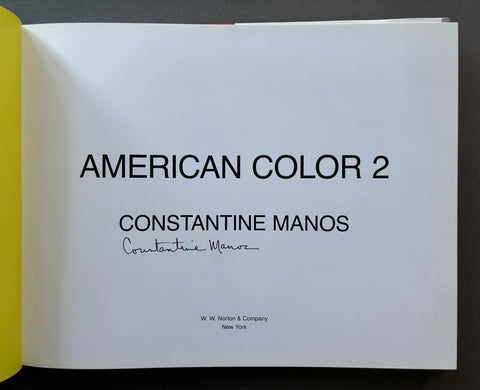 AMERICAN COLOR 2
CONSTANTINE MANOS
Constantine Manos
W. W. Norton & Company
New York